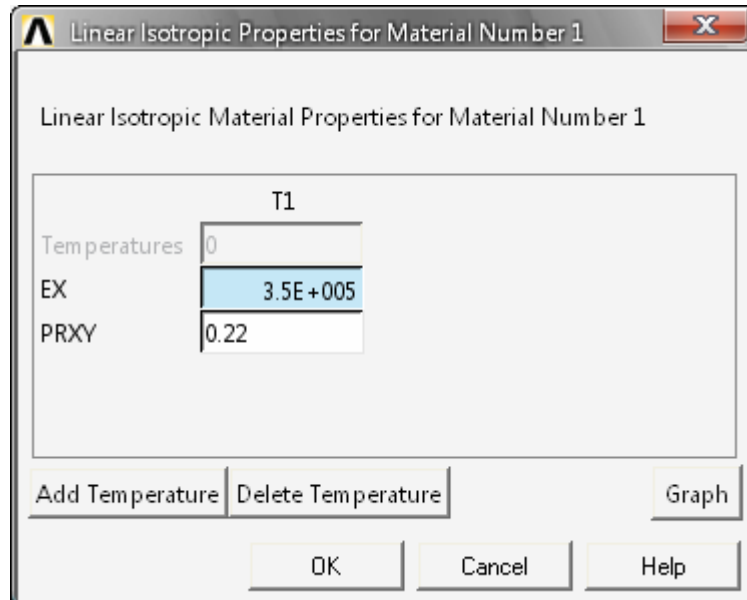 Linear Isotropic Properties for Material Number 1
Linear Isotropic Material Properties for Material Number 1
T1
Temperatures 0
EX 3.5E+005
PRXY 0.22
Add Temperature Delete Temperature Graph
OK Cancel Help